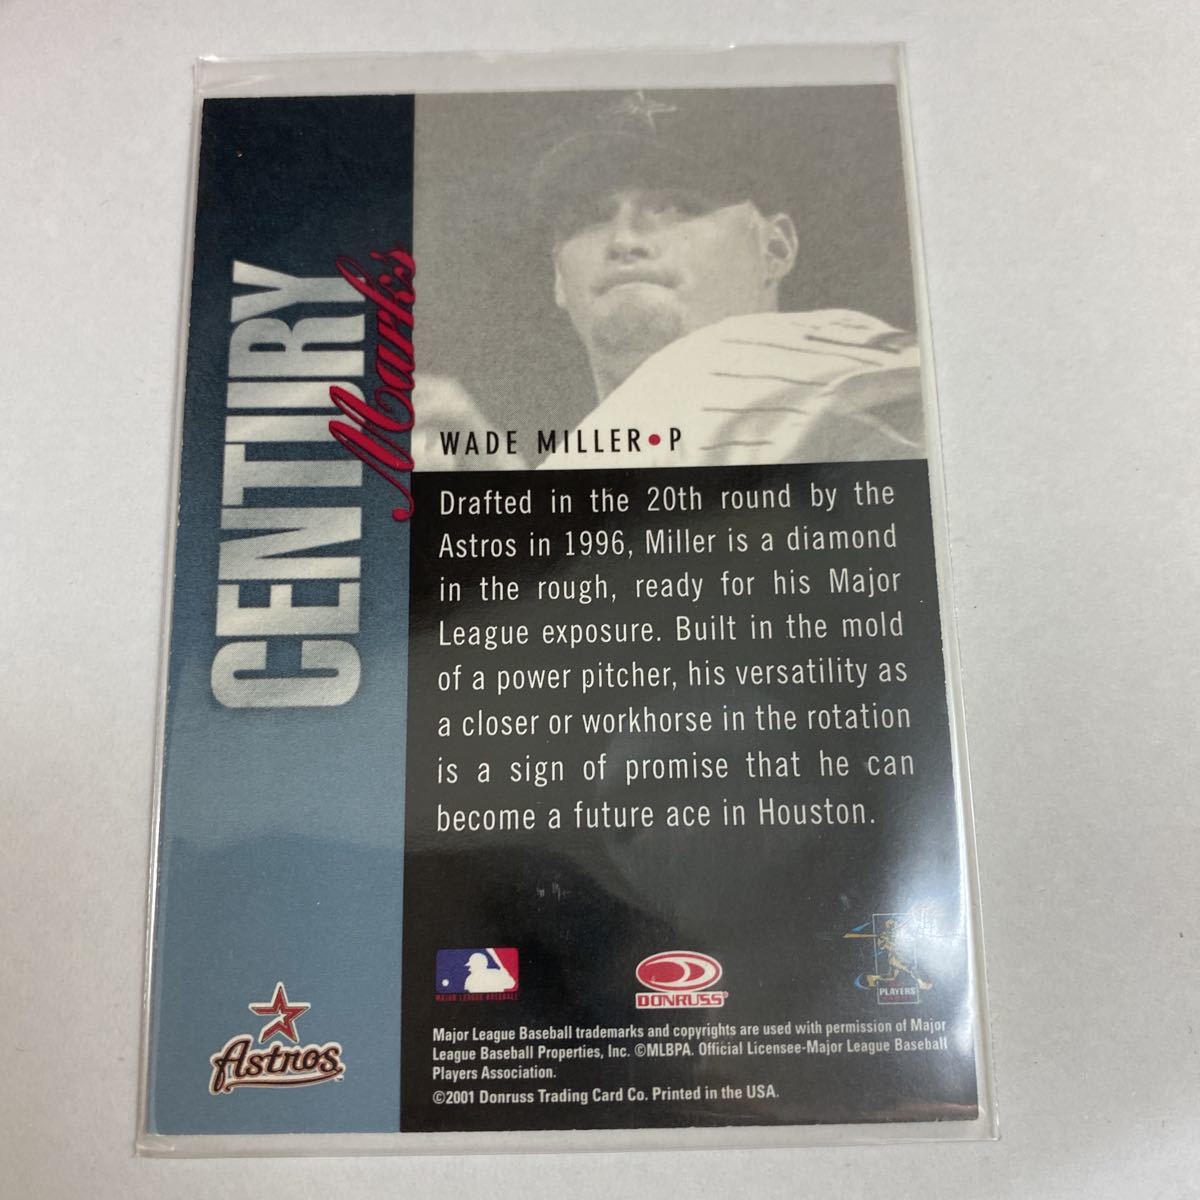 CENTURY
Marks
WADE MILLER•P
Drafted in the 20th round by the
Astros in 1996, Miller is a diamond
in the rough, ready for his Major
League exposure. Built in the mold
of a power pitcher, his versatility as
a closer or workhorse in the rotation
is a sign of promise that he can
become a future ace in Houston.
MAJOR LEAGUE BASEBALL
DONRUSS®
PLAYERS
Astros
Major League Baseball trademarks and copyrights are used with permission of Major
League Baseball Properties, Inc. ©MLBPA. Official Licensee-Major League Baseball
Players Association.
©2001 Donruss Trading Card Co. Printed in the USA.